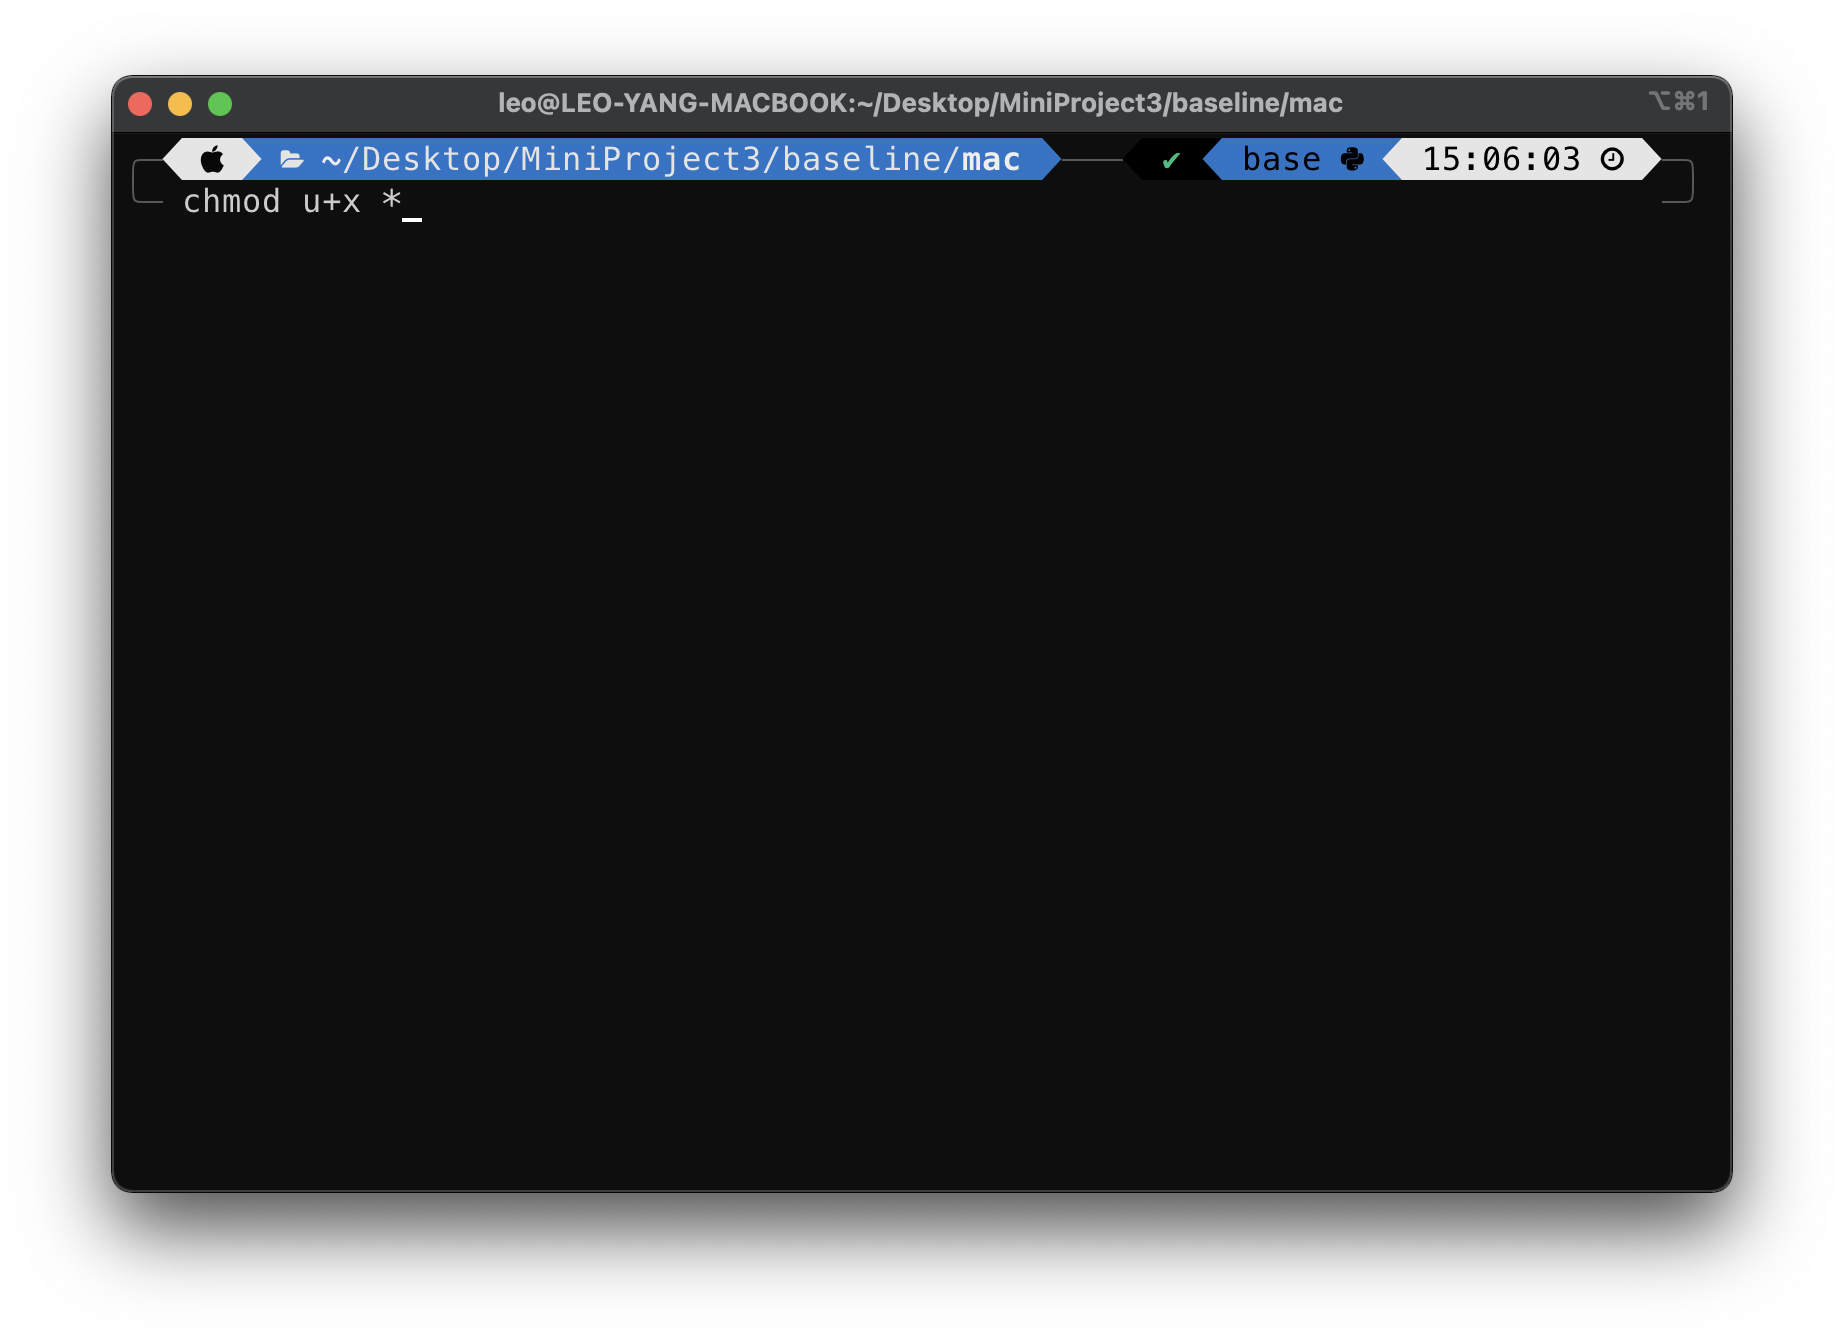 leo@LEO-YANG-MACBOOK:~/Desktop/MiniProject3/baseline/mac ⌥⌘1
~/Desktop/MiniProject3/baseline/mac ✔ base 15:06:03
chmod u+x *